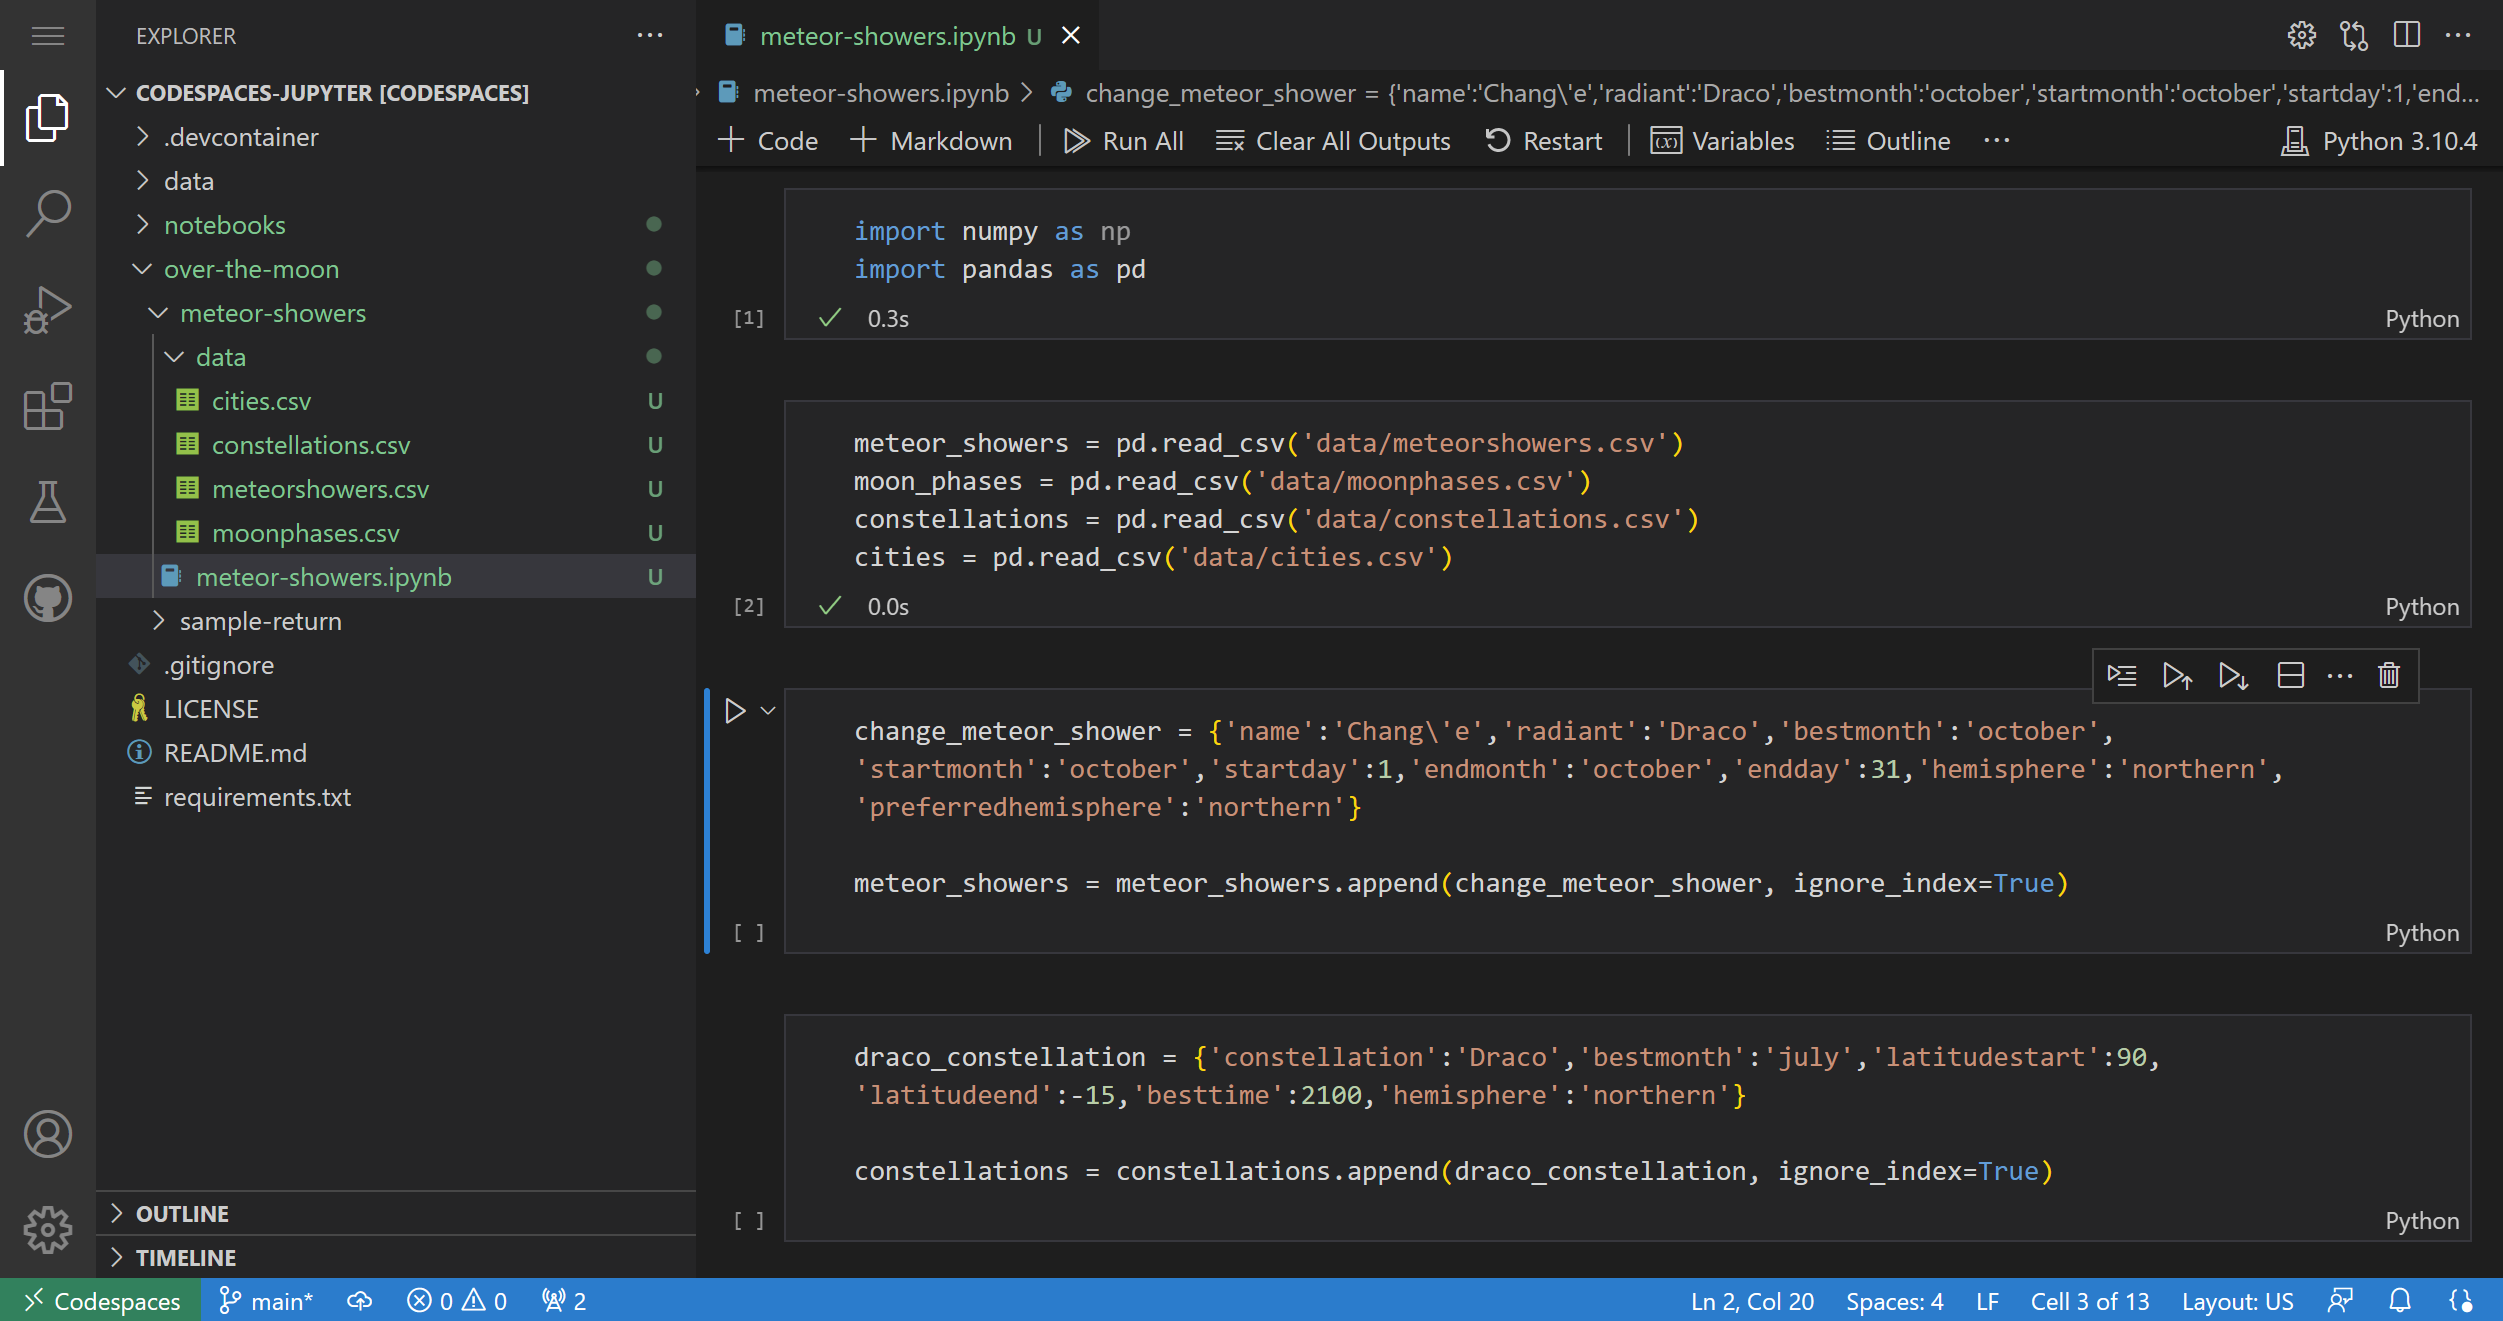 EXPLORER
CODESPACES-JUPYTER [CODESPACES]
.devcontainer
data
notebooks
over-the-moon
meteor-showers
data
cities.csv U
constellations.csv U
meteorshowers.csv U
moonphases.csv U
meteor-showers.ipynb U
sample-return
.gitignore
LICENSE
README.md
requirements.txt
OUTLINE
TIMELINE
meteor-showers.ipynb U
meteor-showers.ipynb > change_meteor_shower = {'name':'Chang\'e','radiant':'Draco','bestmonth':'october','startmonth':'october','startday':1,'end...
Code Markdown Run All Clear All Outputs Restart Variables Outline Python 3.10.4
import numpy as np
import pandas as pd
[1] 0.3s Python
meteor_showers = pd.read_csv('data/meteorshowers.csv')
moon_phases = pd.read_csv('data/moonphases.csv')
constellations = pd.read_csv('data/constellations.csv')
cities = pd.read_csv('data/cities.csv')
[2] 0.0s Python
change_meteor_shower = {'name':'Chang\'e','radiant':'Draco','bestmonth':'october',
'startmonth':'october','startday':1,'endmonth':'october','endday':31,'hemisphere':'northern',
'preferredhemisphere':'northern'}
meteor_showers = meteor_showers.append(change_meteor_shower, ignore_index=True)
[ ] Python
draco_constellation = {'constellation':'Draco','bestmonth':'july','latitudestart':90,
'latitudeend':-15,'besttime':2100,'hemisphere':'northern'}
constellations = constellations.append(draco_constellation, ignore_index=True)
[ ] Python
Codespaces main* 0 0 2 Ln 2, Col 20 Spaces: 4 LF Cell 3 of 13 Layout: US